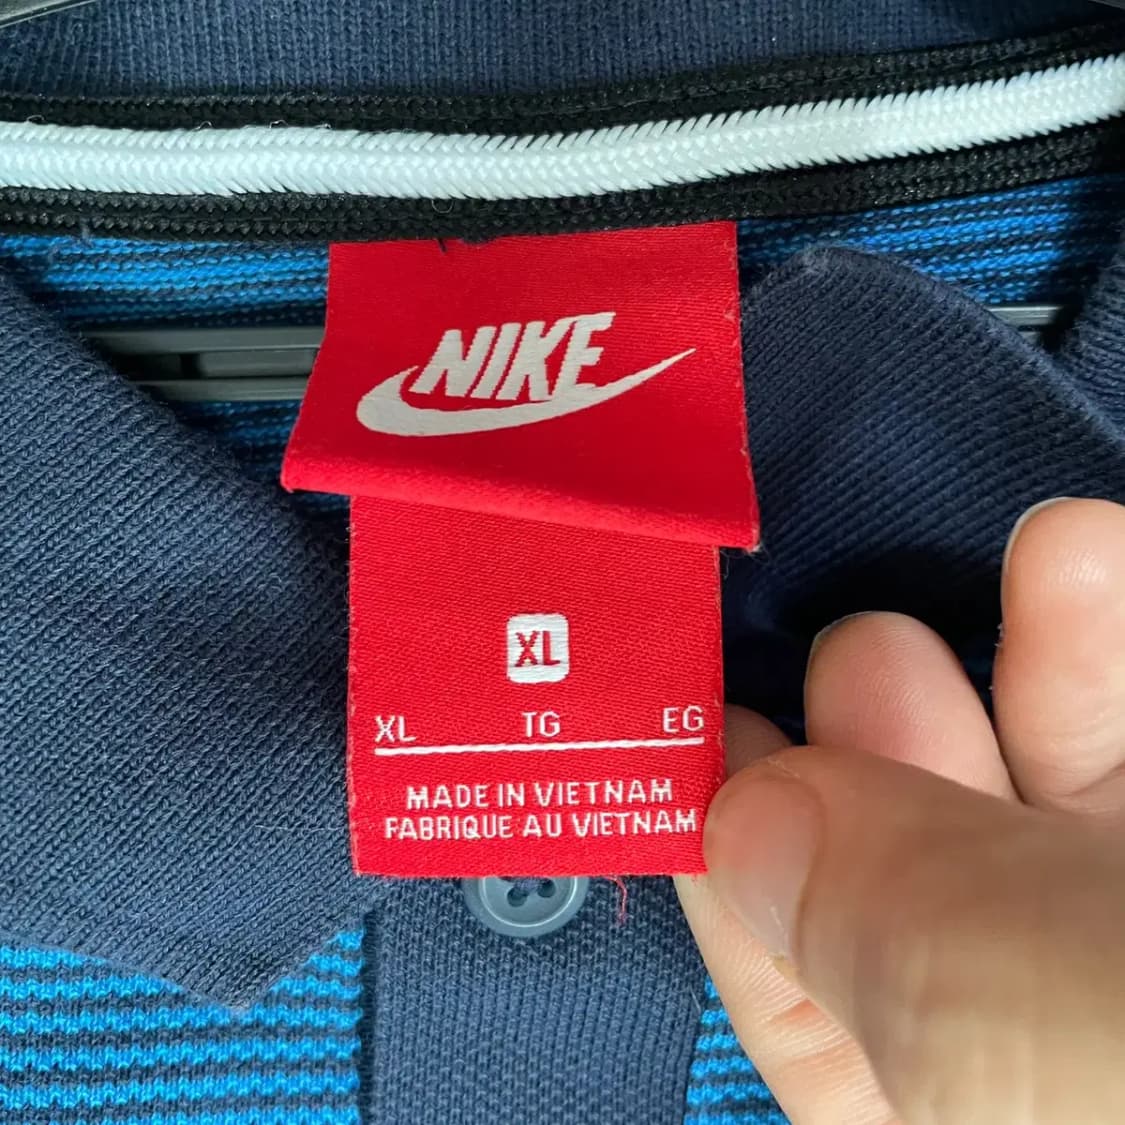 NIKE
XL
XL TG EG
MADE IN VIETNAM
FABRIQUE AU VIETNAM